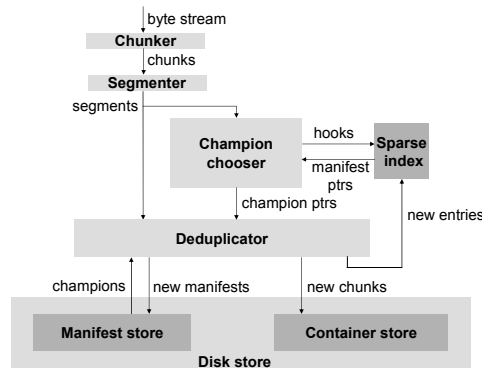 byte stream
Chunker
chunks
Segmenter
segments
Champion
chooser
hooks
Sparse
index
manifest
ptrs
champion ptrs
new entries
Deduplicator
champions
new manifests
new chunks
Manifest store
Container store
Disk store